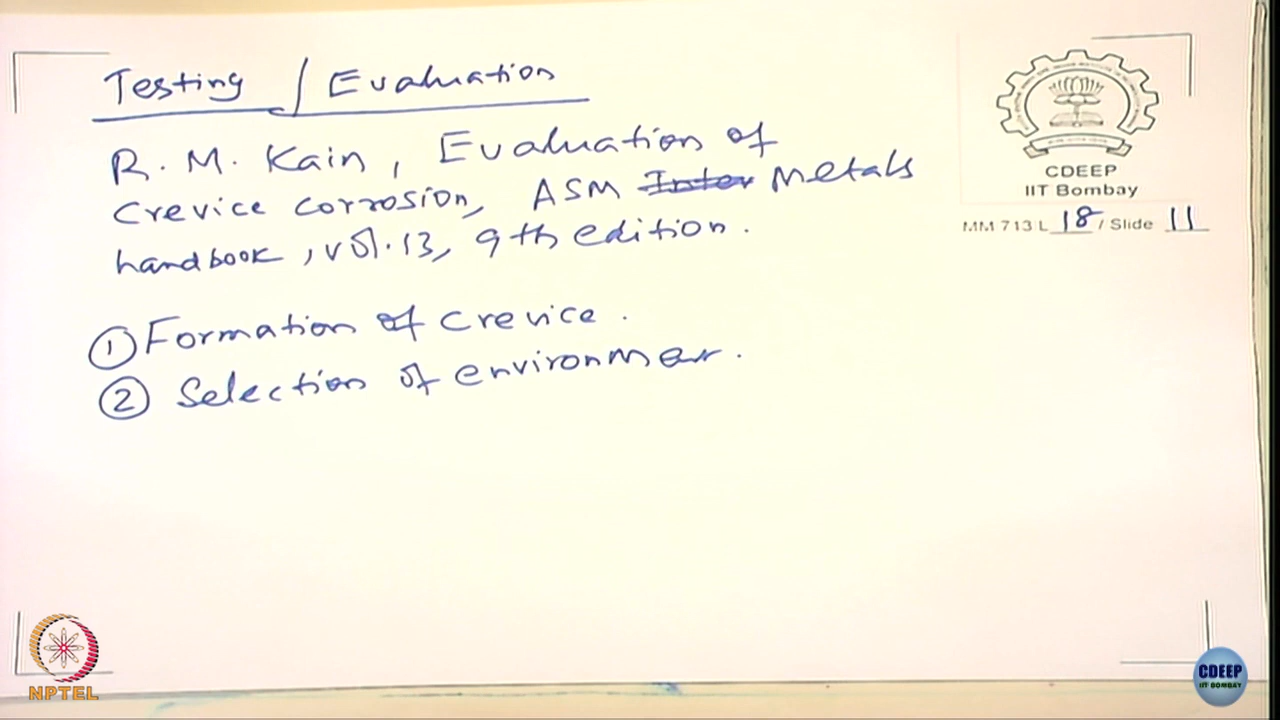 Testing / Evaluation
R. M. Kain, Evaluation of
Crevice corrosion, ASM Inter Metals
handbook, vol. 13, 9th edition.
① Formation of crevice.
② Selection of environment.
CDEEP
IIT Bombay
MM 713 L 18 / Slide 11
NPTEL
CDEEP
IIT BOMBAY